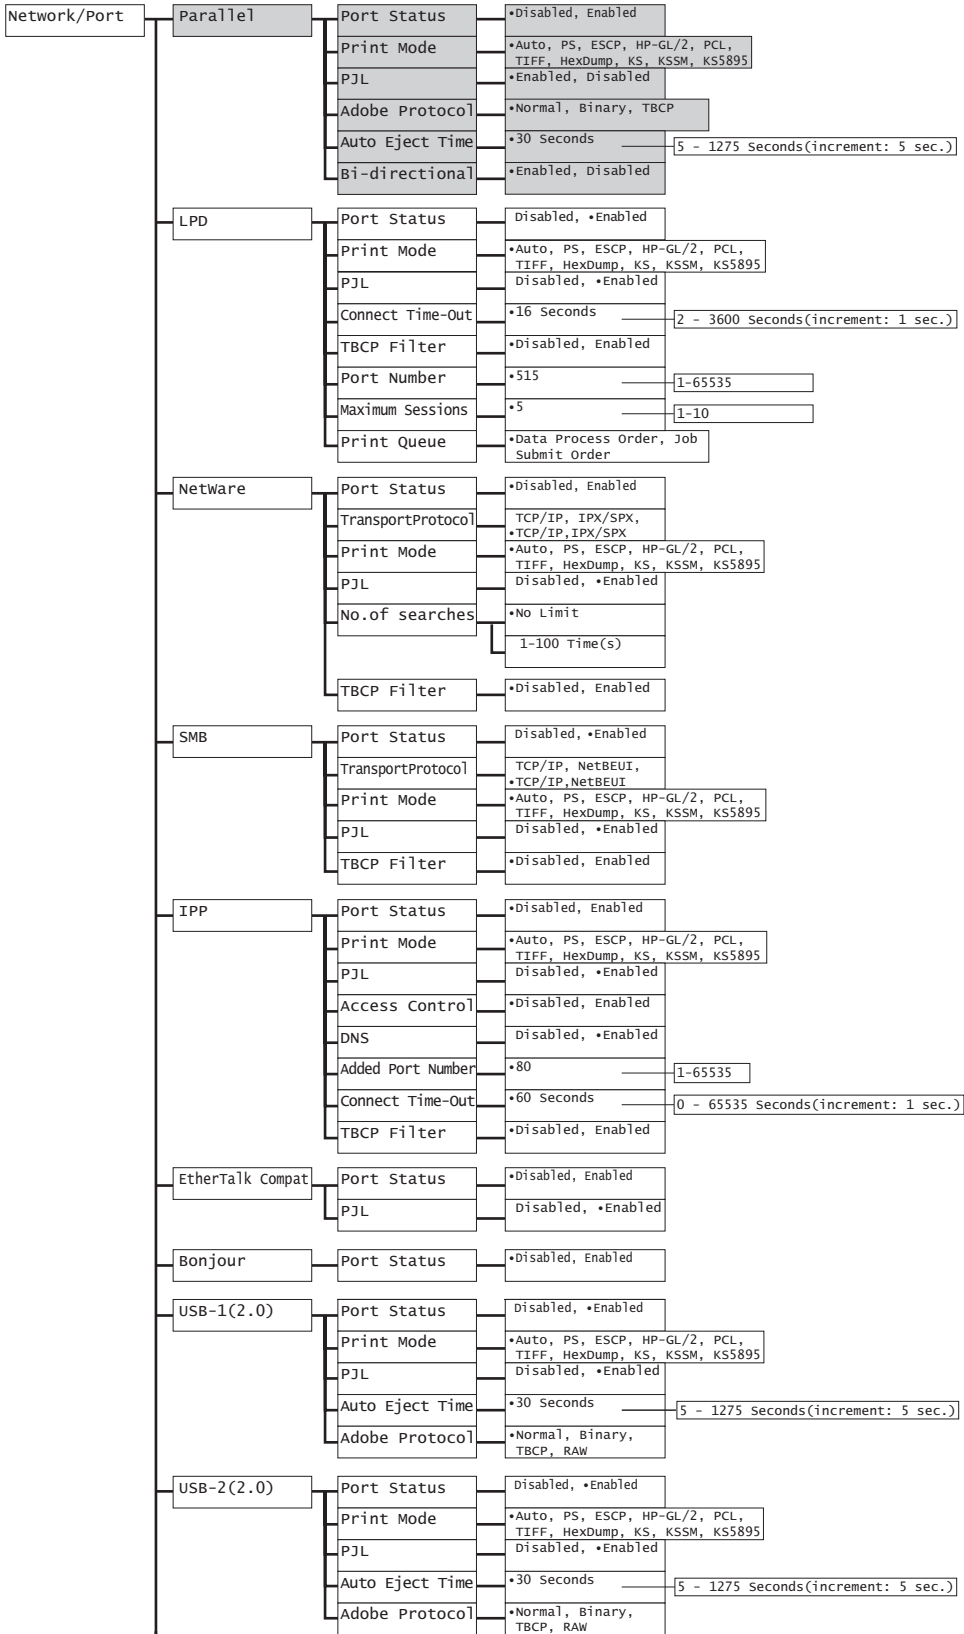 Network/Port
Parallel
Port Status
•Disabled, Enabled
Print Mode
•Auto, PS, ESCP, HP-GL/2, PCL,
TIFF, HexDump, KS, KSSM, KS5895
PJL
•Enabled, Disabled
Adobe Protocol
•Normal, Binary, TBCP
Auto Eject Time
•30 Seconds
5 - 1275 Seconds(increment: 5 sec.)
Bi-directional
•Enabled, Disabled
LPD
Port Status
Disabled, •Enabled
Print Mode
•Auto, PS, ESCP, HP-GL/2, PCL,
TIFF, HexDump, KS, KSSM, KS5895
PJL
Disabled, •Enabled
Connect Time-Out
•16 Seconds
2 - 3600 Seconds(increment: 1 sec.)
TBCP Filter
•Disabled, Enabled
Port Number
•515
1-65535
Maximum Sessions
•5
1-10
Print Queue
•Data Process Order, Job
Submit Order
NetWare
Port Status
•Disabled, Enabled
TransportProtocol
TCP/IP, IPX/SPX,
•TCP/IP,IPX/SPX
Print Mode
•Auto, PS, ESCP, HP-GL/2, PCL,
TIFF, HexDump, KS, KSSM, KS5895
PJL
Disabled, •Enabled
No.of searches
•No Limit
1-100 Time(s)
TBCP Filter
•Disabled, Enabled
SMB
Port Status
Disabled, •Enabled
TransportProtocol
TCP/IP, NetBEUI,
•TCP/IP,NetBEUI
Print Mode
•Auto, PS, ESCP, HP-GL/2, PCL,
TIFF, HexDump, KS, KSSM, KS5895
PJL
Disabled, •Enabled
TBCP Filter
•Disabled, Enabled
IPP
Port Status
•Disabled, Enabled
Print Mode
•Auto, PS, ESCP, HP-GL/2, PCL,
TIFF, HexDump, KS, KSSM, KS5895
PJL
Disabled, •Enabled
Access Control
•Disabled, Enabled
DNS
Disabled, •Enabled
Added Port Number
•80
1-65535
Connect Time-Out
•60 Seconds
0 - 65535 Seconds(increment: 1 sec.)
TBCP Filter
•Disabled, Enabled
EtherTalk Compat
Port Status
•Disabled, Enabled
PJL
Disabled, •Enabled
Bonjour
Port Status
•Disabled, Enabled
USB-1(2.0)
Port Status
Disabled, •Enabled
Print Mode
•Auto, PS, ESCP, HP-GL/2, PCL,
TIFF, HexDump, KS, KSSM, KS5895
PJL
Disabled, •Enabled
Auto Eject Time
•30 Seconds
5 - 1275 Seconds(increment: 5 sec.)
Adobe Protocol
•Normal, Binary,
TBCP, RAW
USB-2(2.0)
Port Status
Disabled, •Enabled
Print Mode
•Auto, PS, ESCP, HP-GL/2, PCL,
TIFF, HexDump, KS, KSSM, KS5895
PJL
Disabled, •Enabled
Auto Eject Time
•30 Seconds
5 - 1275 Seconds(increment: 5 sec.)
Adobe Protocol
•Normal, Binary,
TBCP, RAW